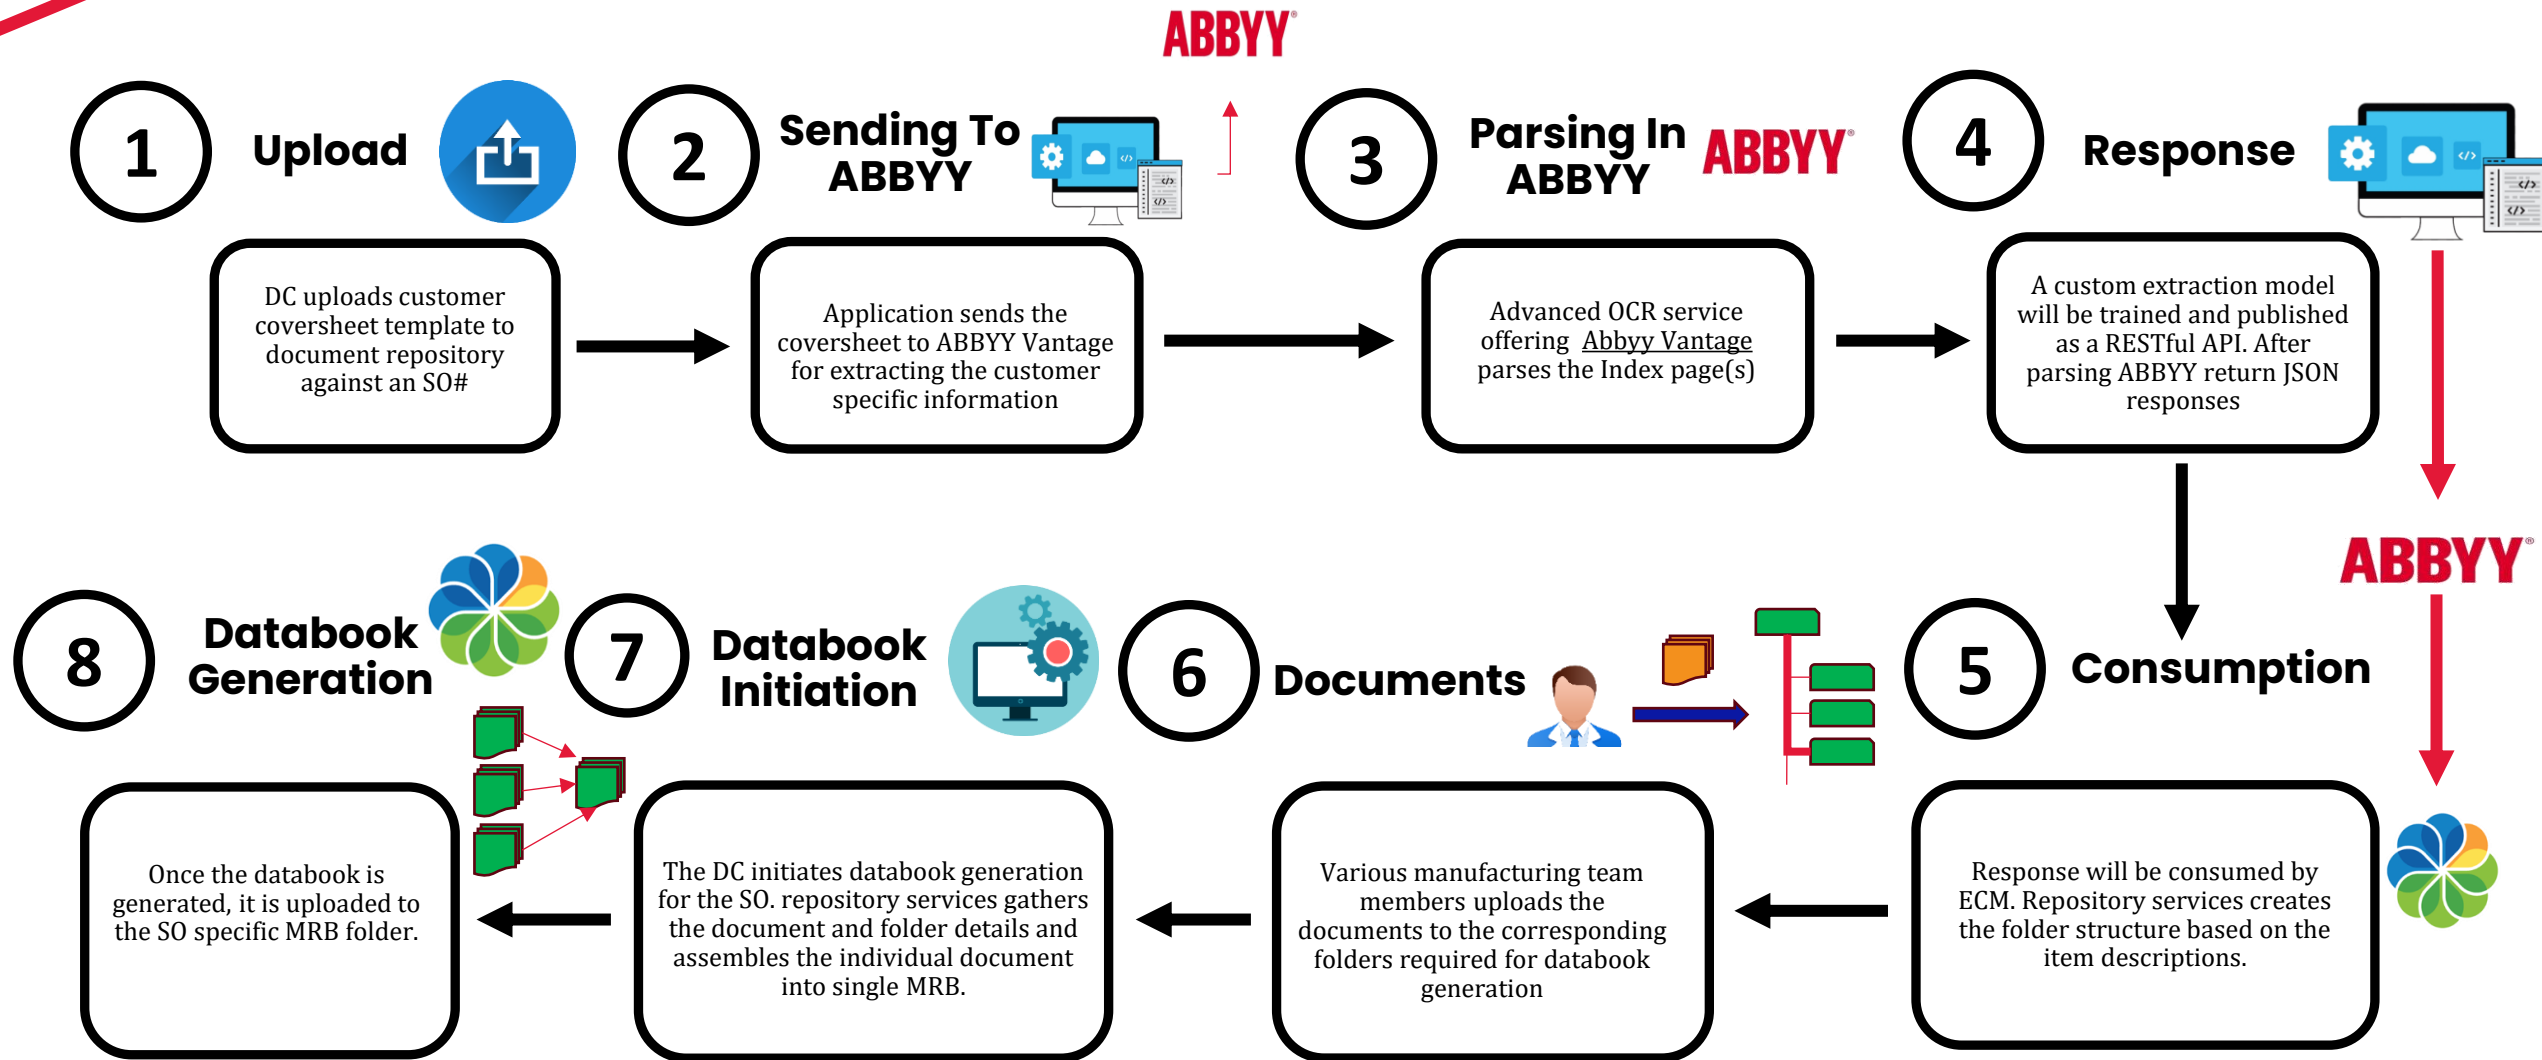 ABBYY®
1
Upload
DC uploads customer
coversheet template to
document repository
against an SO#
2
Sending To
ABBYY
</>
</>
</>
Application sends the
coversheet to ABBYY Vantage
for extracting the customer
specific information
3
Parsing In
ABBYY
ABBYY®
Advanced OCR service
offering Abbyy Vantage
parses the Index page(s)
4
Response
</>
</>
</>
A custom extraction model
will be trained and published
as a RESTful API. After
parsing ABBYY return JSON
responses
ABBYY®
5
Consumption
Response will be consumed by
ECM. Repository services creates
the folder structure based on the
item descriptions.
6
Documents
Various manufacturing team
members uploads the
documents to the corresponding
folders required for databook
generation
7
Databook
Initiation
The DC initiates databook generation
for the SO. repository services gathers
the document and folder details and
assembles the individual document
into single MRB.
8
Databook
Generation
Once the databook is
generated, it is uploaded to
the SO specific MRB folder.